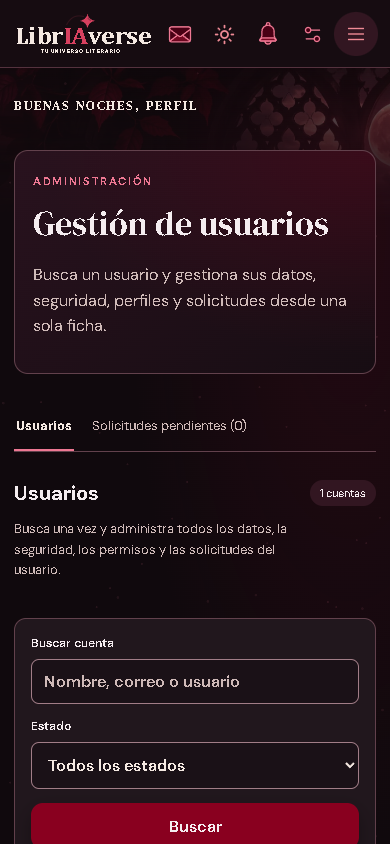 LibrIAverse
TU UNIVERSO LITERARIO
BUENAS NOCHES, PERFIL
ADMINISTRACIÓN
Gestión de usuarios
Busca un usuario y gestiona sus datos,
seguridad, perfiles y solicitudes desde una
sola ficha.
Usuarios
Solicitudes pendientes (0)
Usuarios
1 cuentas
Busca una vez y administra todos los datos, la
seguridad, los permisos y las solicitudes del
usuario.
Buscar cuenta
Nombre, correo o usuario
Estado
Todos los estados
Buscar